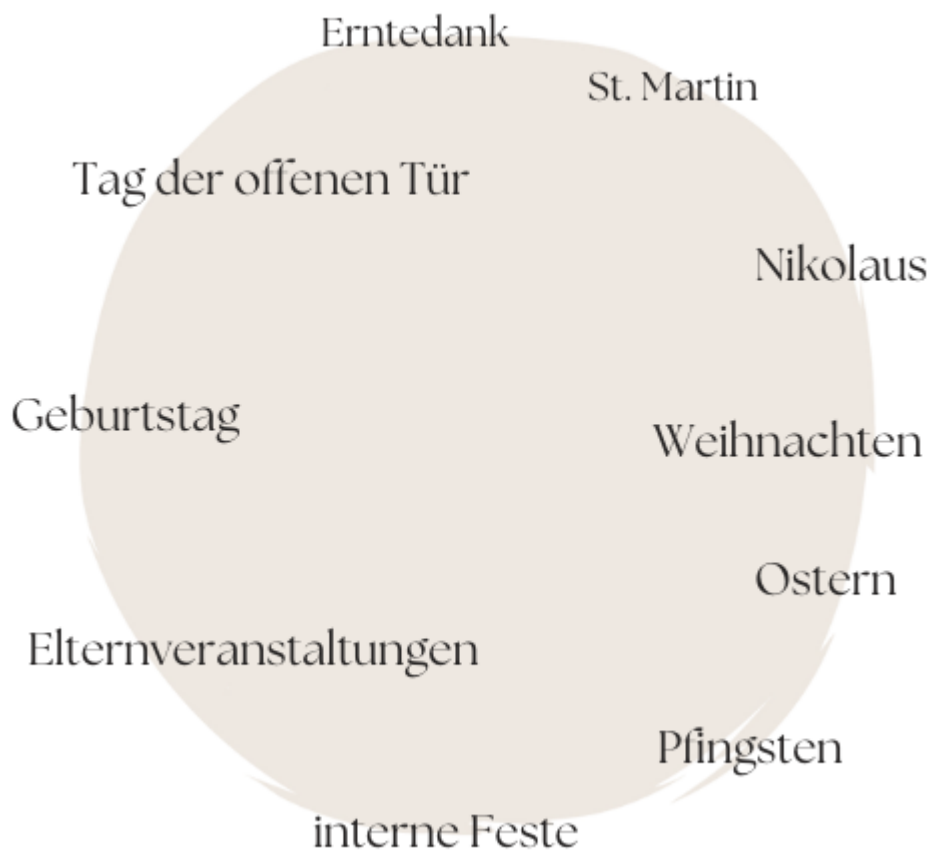 Erntedank
St. Martin
Tag der offenen Tür
Nikolaus
Geburtstag
Weihnachten
Ostern
Elternveranstaltungen
Pfingsten
interne Feste